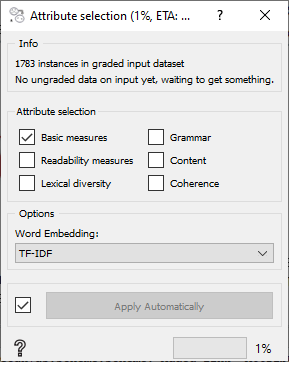 Attribute selection (1%, ETA: ... ? ×
Info
1783 instances in graded input dataset
No ungraded data on input yet, waiting to get something.
Attribute selection
Basic measures Grammar
Readability measures Content
Lexical diversity Coherence
Options
Word Embedding:
TF-IDF
Apply Automatically
? 1%